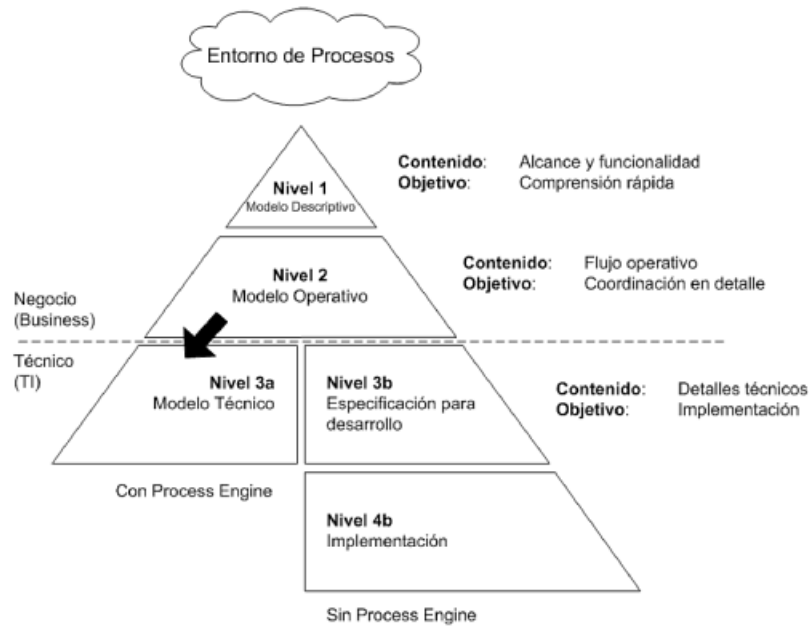 Entorno de Procesos
Nivel 1
Modelo Descriptivo
Contenido: Alcance y funcionalidad
Objetivo: Comprensión rápida
Nivel 2
Modelo Operativo
Contenido: Flujo operativo
Objetivo: Coordinación en detalle
Negocio
(Business)
Técnico
(TI)
Nivel 3a
Modelo Técnico
Nivel 3b
Especificación para
desarrollo
Contenido: Detalles técnicos
Objetivo: Implementación
Con Process Engine
Nivel 4b
Implementación
Sin Process Engine